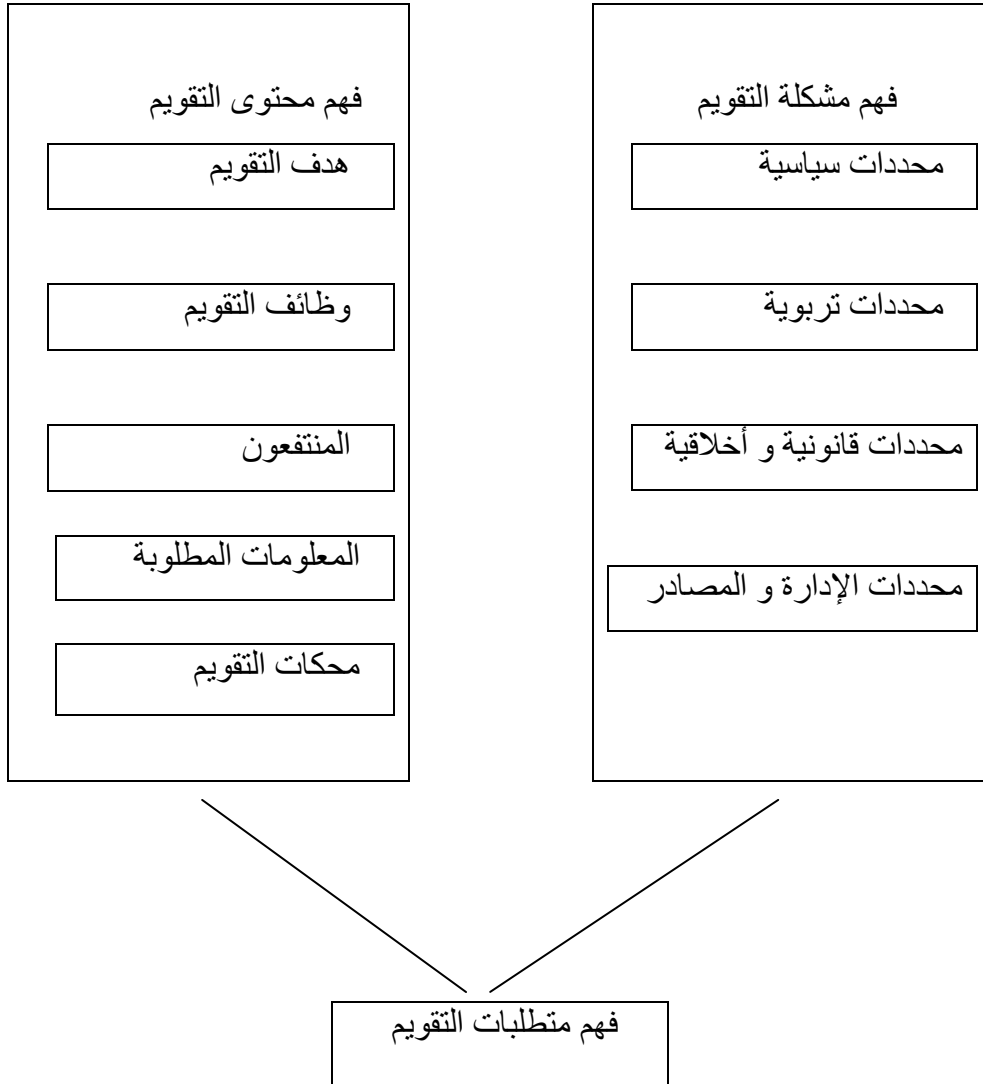 فهم مشكلة التقويم
محددات سياسية
محددات تربوية
محددات قانونية و أخلاقية
محددات الإدارة و المصادر
فهم محتوى التقويم
هدف التقويم
وظائف التقويم
المنتفعون
المعلومات المطلوبة
محكات التقويم
فهم متطلبات التقويم